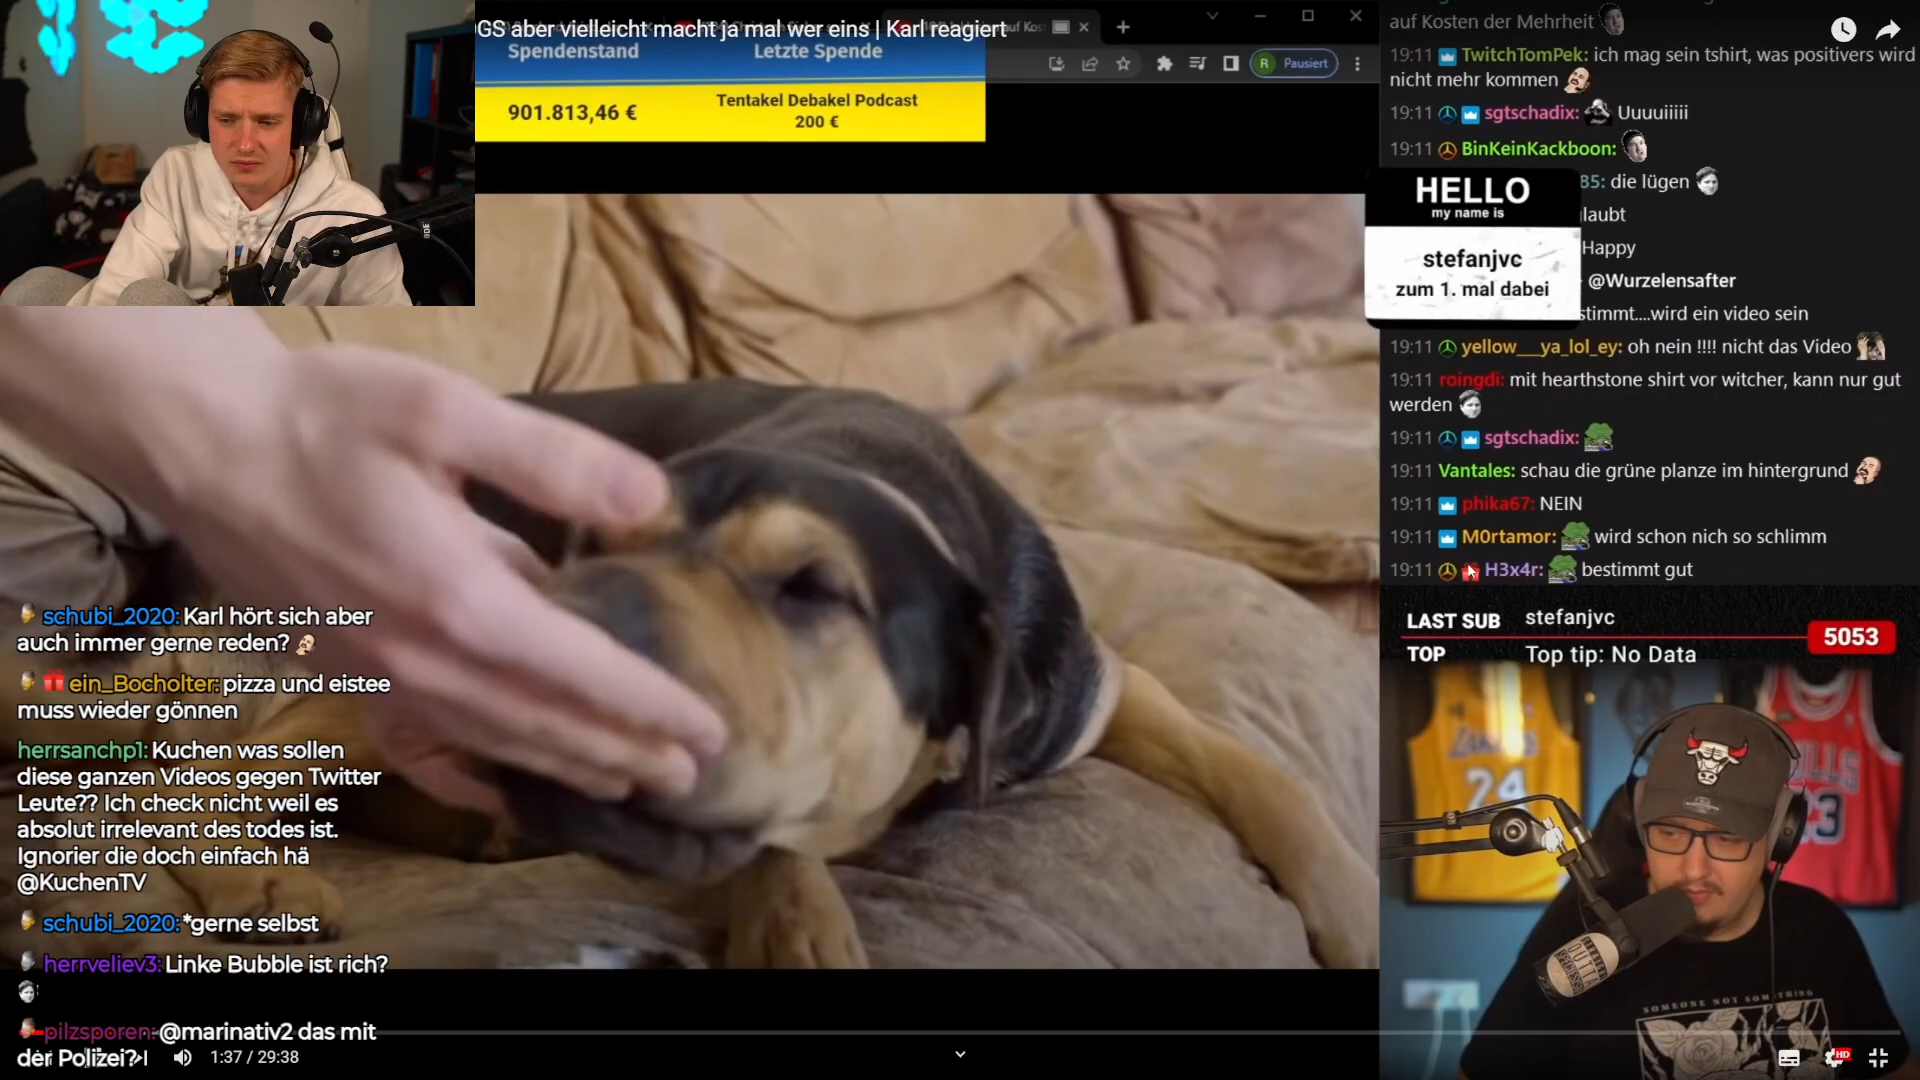 GS aber vielleicht macht ja mal wer eins | Karl reagiert
Spendenstand
Letzte Spende
901.813,46 €
Tentakel Debakel Podcast
200 €
R Pausiert
auf Kosten der Mehrheit
19:11 TwitchTomPek: ich mag sein tshirt, was positivers wird
nicht mehr kommen
19:11 sgtschadix: Uuuuiiiii
19:11 BinKeinKackboon:
85: die lügen
HELLO
my name is
stefanjvc
zum 1. mal dabei
laubt
Happy
@Wurzelensafter
stimmt....wird ein video sein
19:11 yellow___ya_lol_ey: oh nein !!!! nicht das Video
19:11 roingdi: mit hearthstone shirt vor witcher, kann nur gut
werden
19:11 sgtschadix:
19:11 Vantales: schau die grüne planze im hintergrund
19:11 phika67: NEIN
19:11 M0rtamor: wird schon nich so schlimm
19:11 H3x4r: bestimmt gut
LAST SUB stefanjvc
5053
TOP Top tip: No Data
24
23
SOMEONE NOT SOMETHING
schubi_2020: Karl hört sich aber
auch immer gerne reden?
ein_Bocholter: pizza und eistee
muss wieder gönnen
herrsanchp1: Kuchen was sollen
diese ganzen Videos gegen Twitter
Leute?? Ich check nicht weil es
absolut irrelevant des todes ist.
Ignorier die doch einfach hä
@KuchenTV
schubi_2020: *gerne selbst
herrveliev3: Linke Bubble ist rich?
pilzsporen: @marinativ2 das mit
der Polizei?
1:37 / 29:38
HD